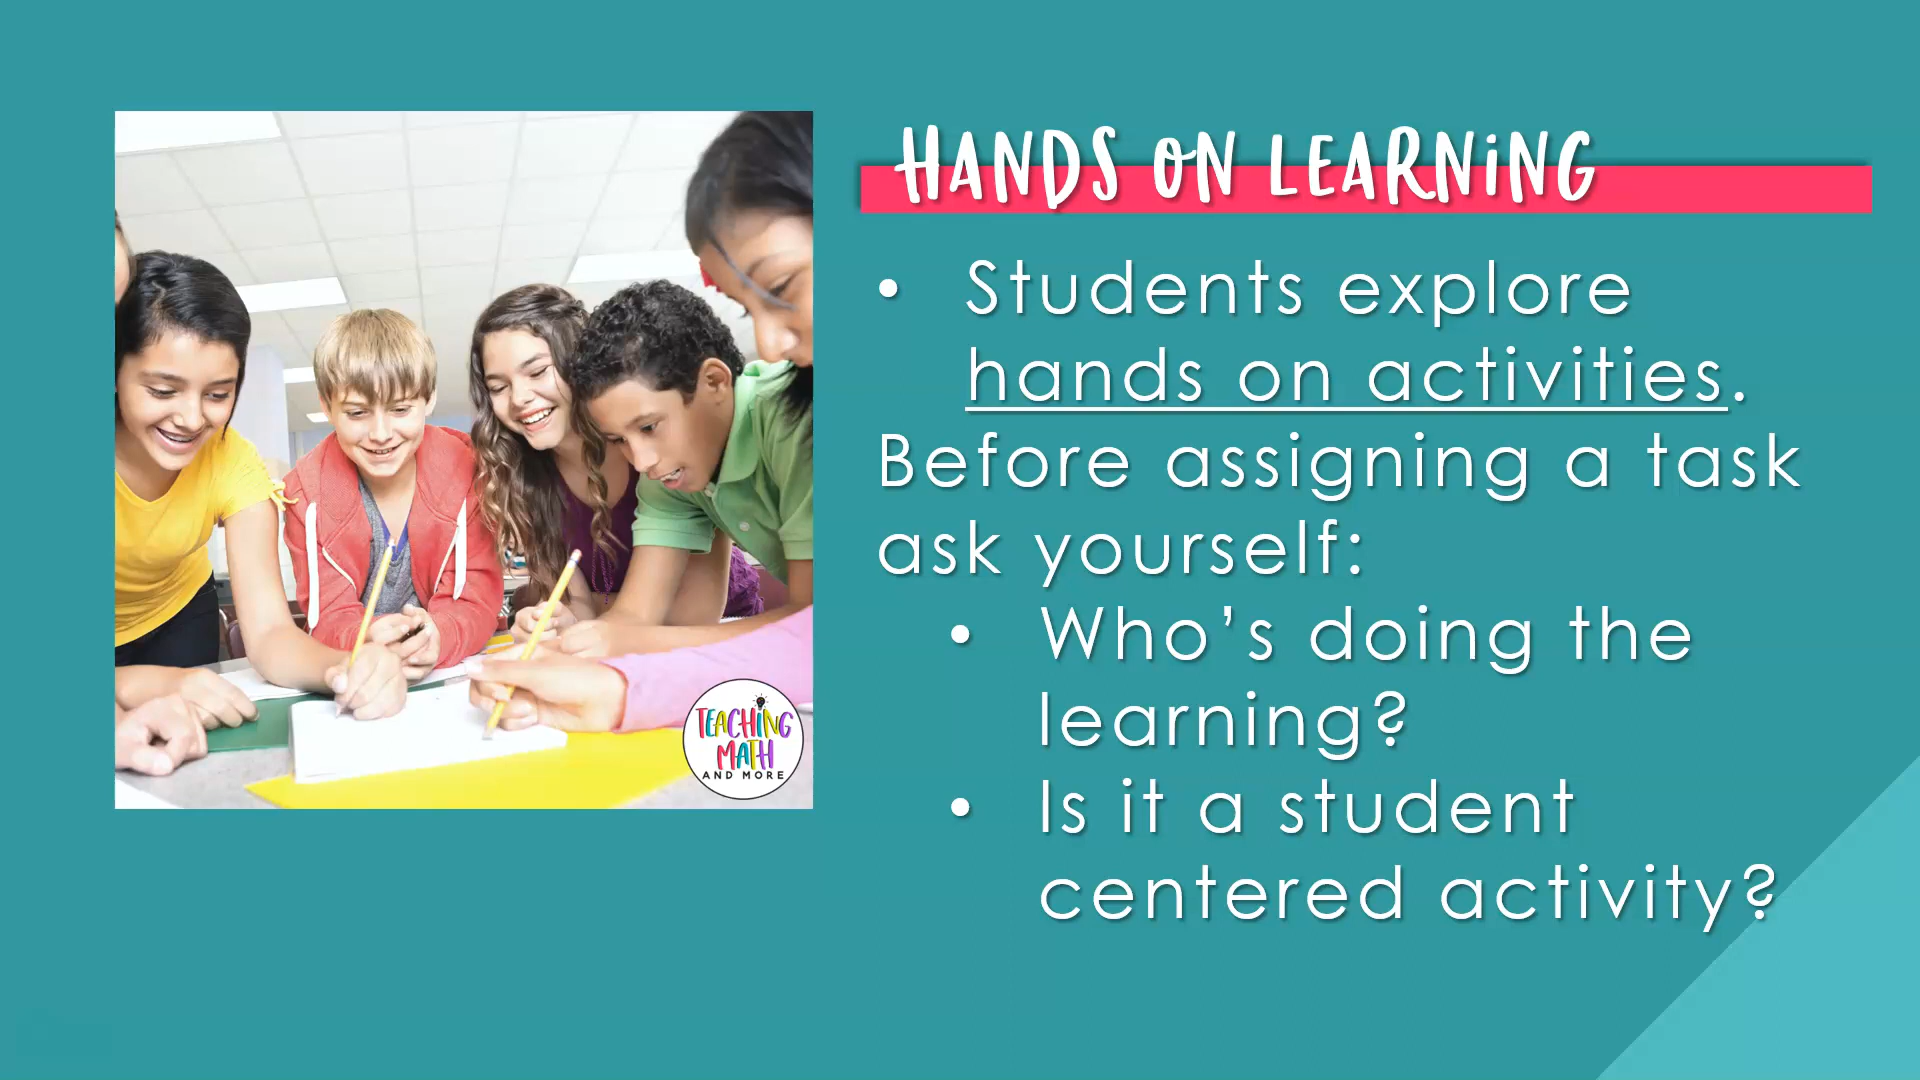 HANDS ON LEARNING
• Students explore
hands on activities.
Before assigning a task
ask yourself:
• Who’s doing the
learning?
• Is it a student
centered activity?
TEACHING
MATH
AND MORE